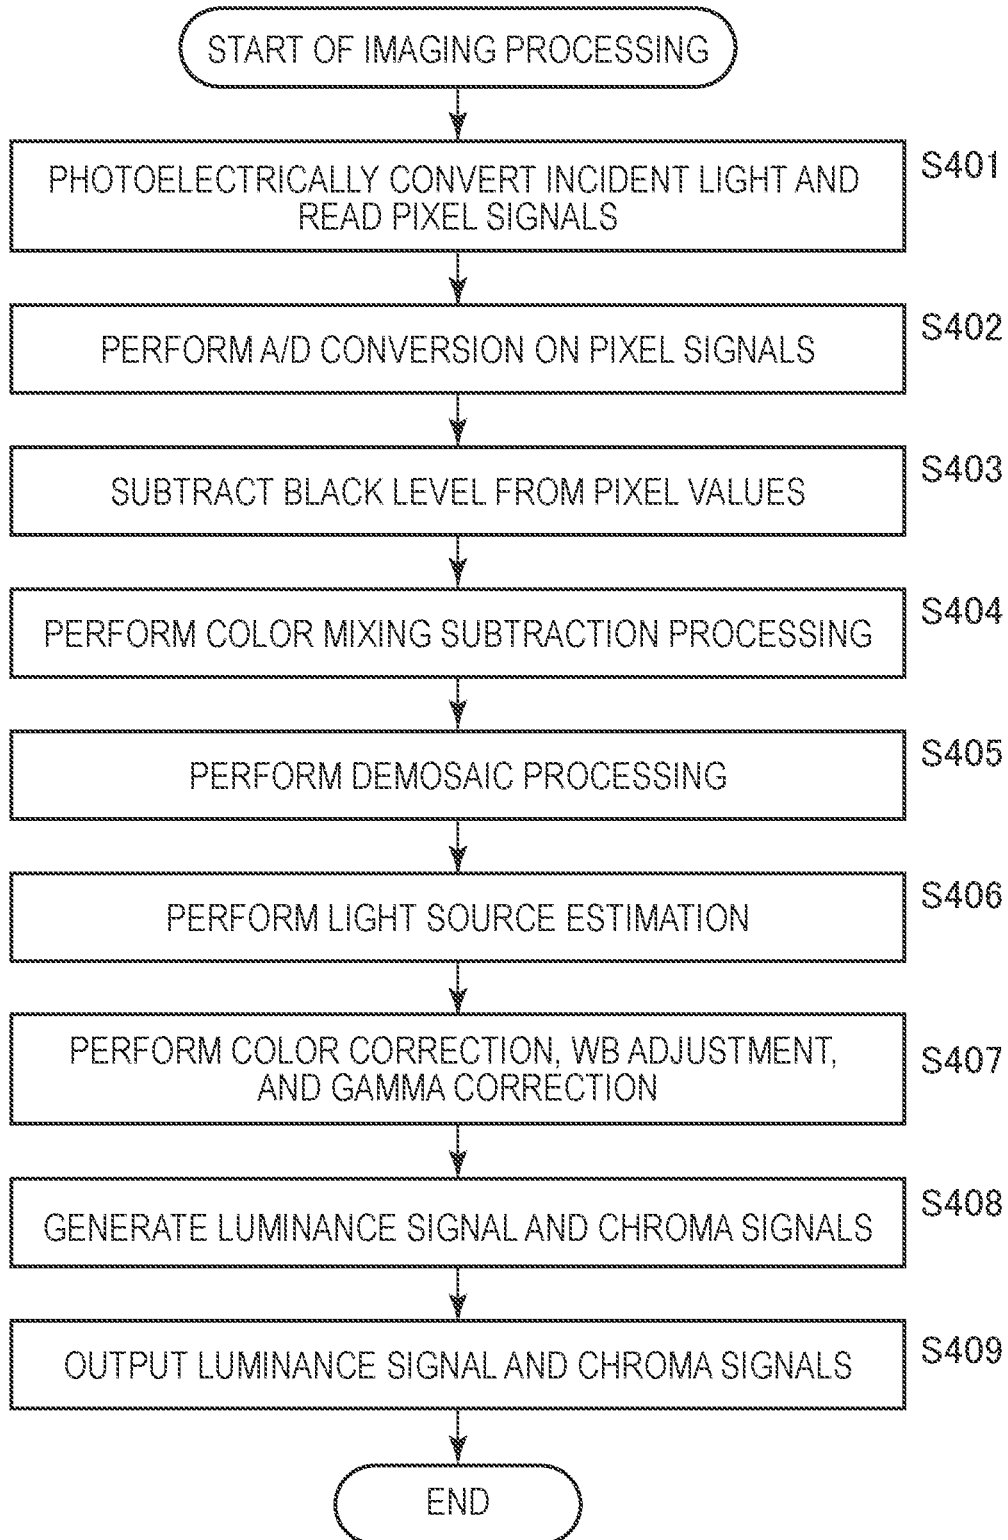 START OF IMAGING PROCESSING
PHOTOELECTRICALLY CONVERT INCIDENT LIGHT AND
READ PIXEL SIGNALS
S401
PERFORM A/D CONVERSION ON PIXEL SIGNALS
S402
SUBTRACT BLACK LEVEL FROM PIXEL VALUES
S403
PERFORM COLOR MIXING SUBTRACTION PROCESSING
S404
PERFORM DEMOSAIC PROCESSING
S405
PERFORM LIGHT SOURCE ESTIMATION
S406
PERFORM COLOR CORRECTION, WB ADJUSTMENT,
AND GAMMA CORRECTION
S407
GENERATE LUMINANCE SIGNAL AND CHROMA SIGNALS
S408
OUTPUT LUMINANCE SIGNAL AND CHROMA SIGNALS
S409
END